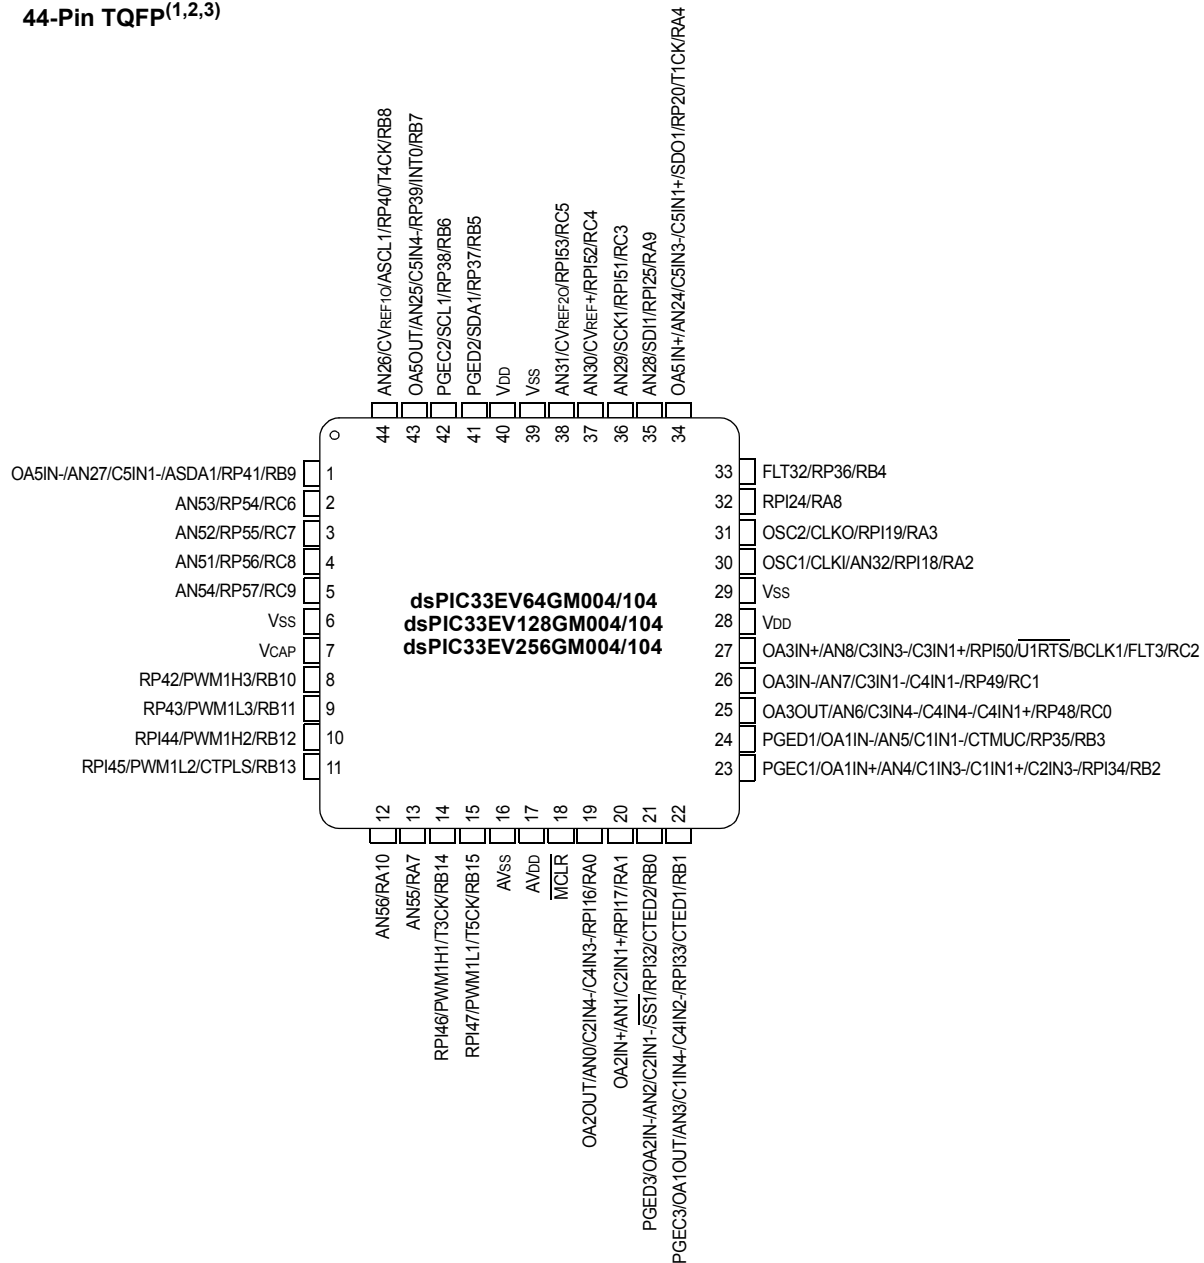 44-Pin TQFP(1,2,3)
AN26/CVREF1O/ASCL1/RP40/T4CK/RB8
OA5OUT/AN25/C5IN4-/RP39/INT0/RB7
PGEC2/SCL1/RP38/RB6
PGED2/SDA1/RP37/RB5
VDD
VSS
AN31/CVREF2O/RPI53/RC5
AN30/CVREF+/RPI52/RC4
AN29/SCK1/RPI51/RC3
AN28/SDI1/RPI25/RA9
OA5IN+/AN24/C5IN3-/C5IN1+/SDO1/RP20/T1CK/RA4
44 43 42 41 40 39 38 37 36 35 34
OA5IN-/AN27/C5IN1-/ASDA1/RP41/RB9 1
AN53/RP54/RC6 2
AN52/RP55/RC7 3
AN51/RP56/RC8 4
AN54/RP57/RC9 5
VSS 6
VCAP 7
RP42/PWM1H3/RB10 8
RP43/PWM1L3/RB11 9
RPI44/PWM1H2/RB12 10
RPI45/PWM1L2/CTPLS/RB13 11
dsPIC33EV64GM004/104
dsPIC33EV128GM004/104
dsPIC33EV256GM004/104
33 FLT32/RP36/RB4
32 RPI24/RA8
31 OSC2/CLKO/RPI19/RA3
30 OSC1/CLKI/AN32/RPI18/RA2
29 VSS
28 VDD
27 OA3IN+/AN8/C3IN3-/C3IN1+/RPI50/U1RTS/BCLK1/FLT3/RC2
26 OA3IN-/AN7/C3IN1-/C4IN1-/RP49/RC1
25 OA3OUT/AN6/C3IN4-/C4IN4-/C4IN1+/RP48/RC0
24 PGED1/OA1IN-/AN5/C1IN1-/CTMUC/RP35/RB3
23 PGEC1/OA1IN+/AN4/C1IN3-/C1IN1+/C2IN3-/RPI34/RB2
12 13 14 15 16 17 18 19 20 21 22
AN56/RA10
AN55/RA7
RPI46/PWM1H1/T3CK/RB14
RPI47/PWM1L1/T5CK/RB15
AVSS
AVDD
MCLR
OA2OUT/AN0/C2IN4-/C4IN3-/RPI16/RA0
OA2IN+/AN1/C2IN1+/RPI17/RA1
PGED3/OA2IN-/AN2/C2IN1-/SS1/RPI32/CTED2/RB0
PGEC3/OA1OUT/AN3/C1IN4-/C4IN2-/RPI33/CTED1/RB1